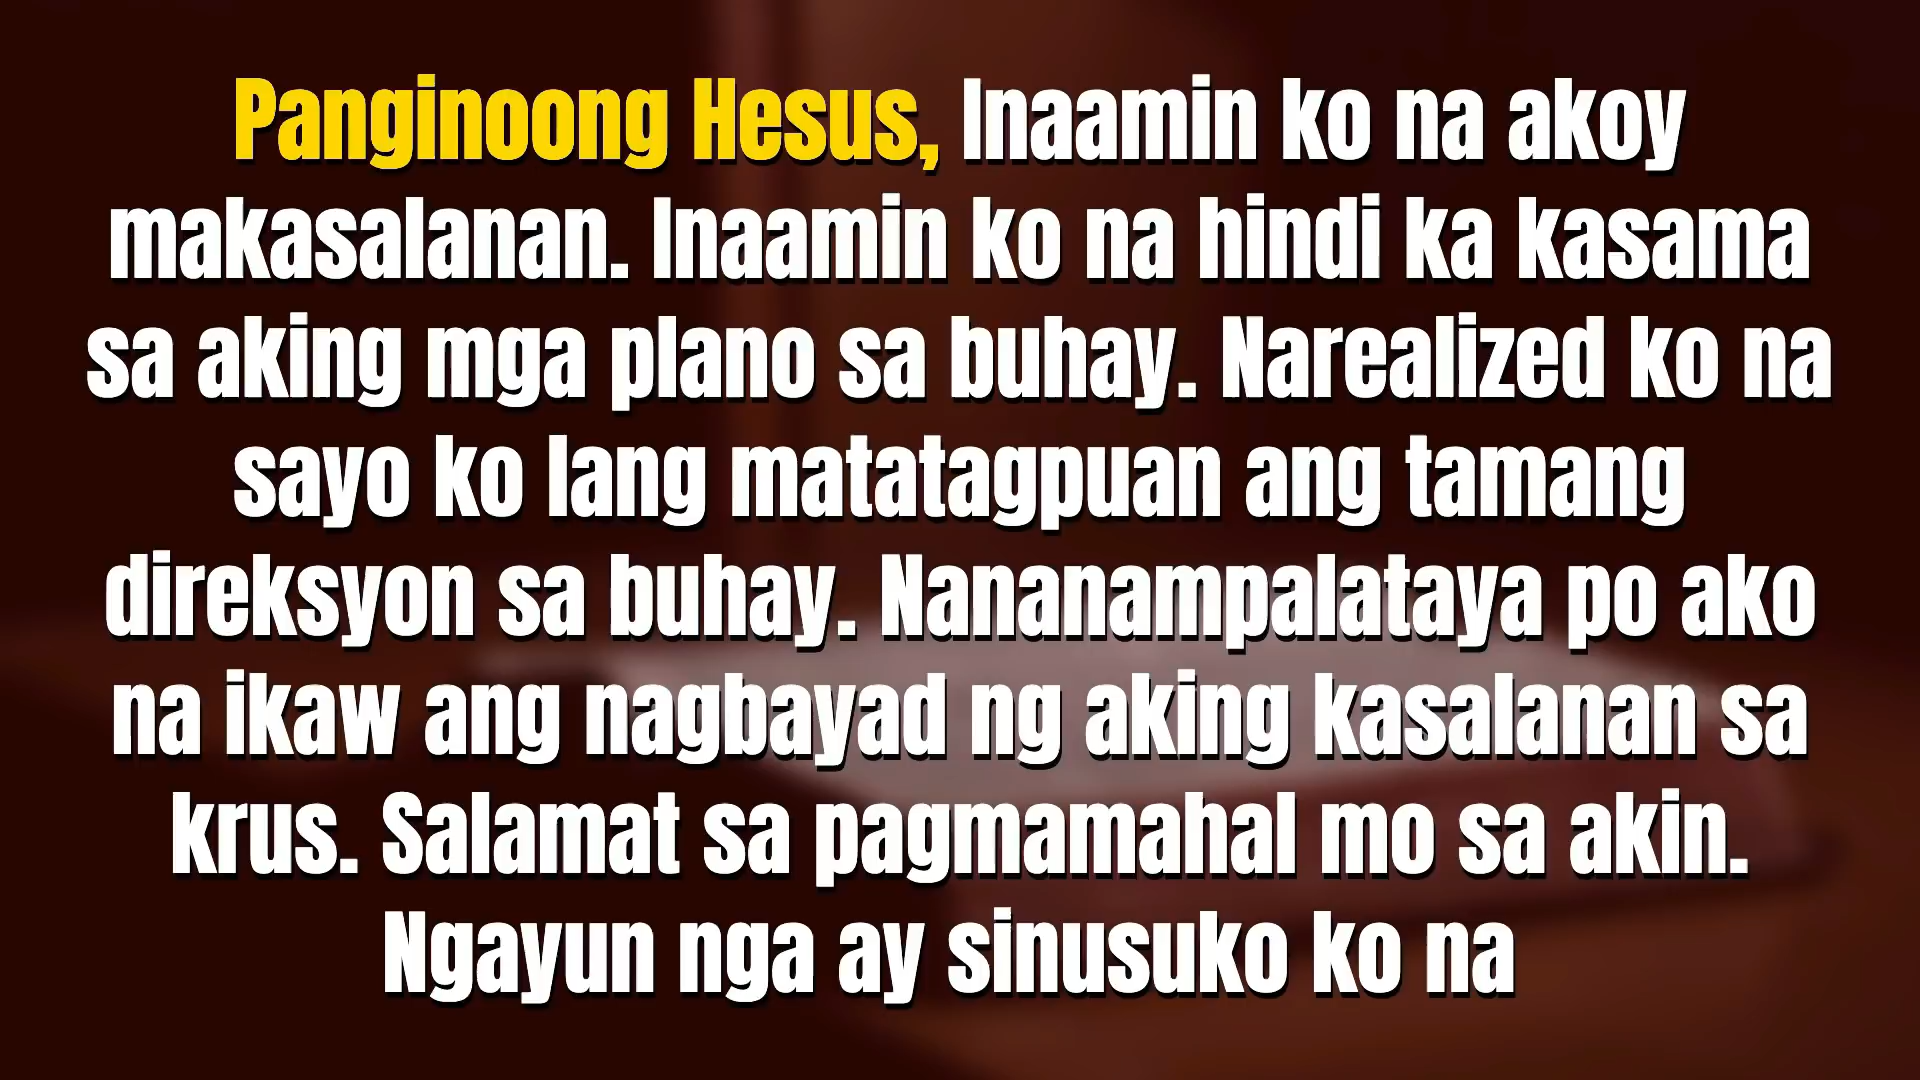 Panginoong Hesus, Inaamin ko na akoy
makasalanan. Inaamin ko na hindi ka kasama
sa aking mga plano sa buhay. Narealized ko na
sayo ko lang matatagpuan ang tamang
direksyon sa buhay. Nananampalataya po ako
na ikaw ang nagbayad ng aking kasalanan sa
krus. Salamat sa pagmamahal mo sa akin.
Ngayun nga ay sinusuko ko na